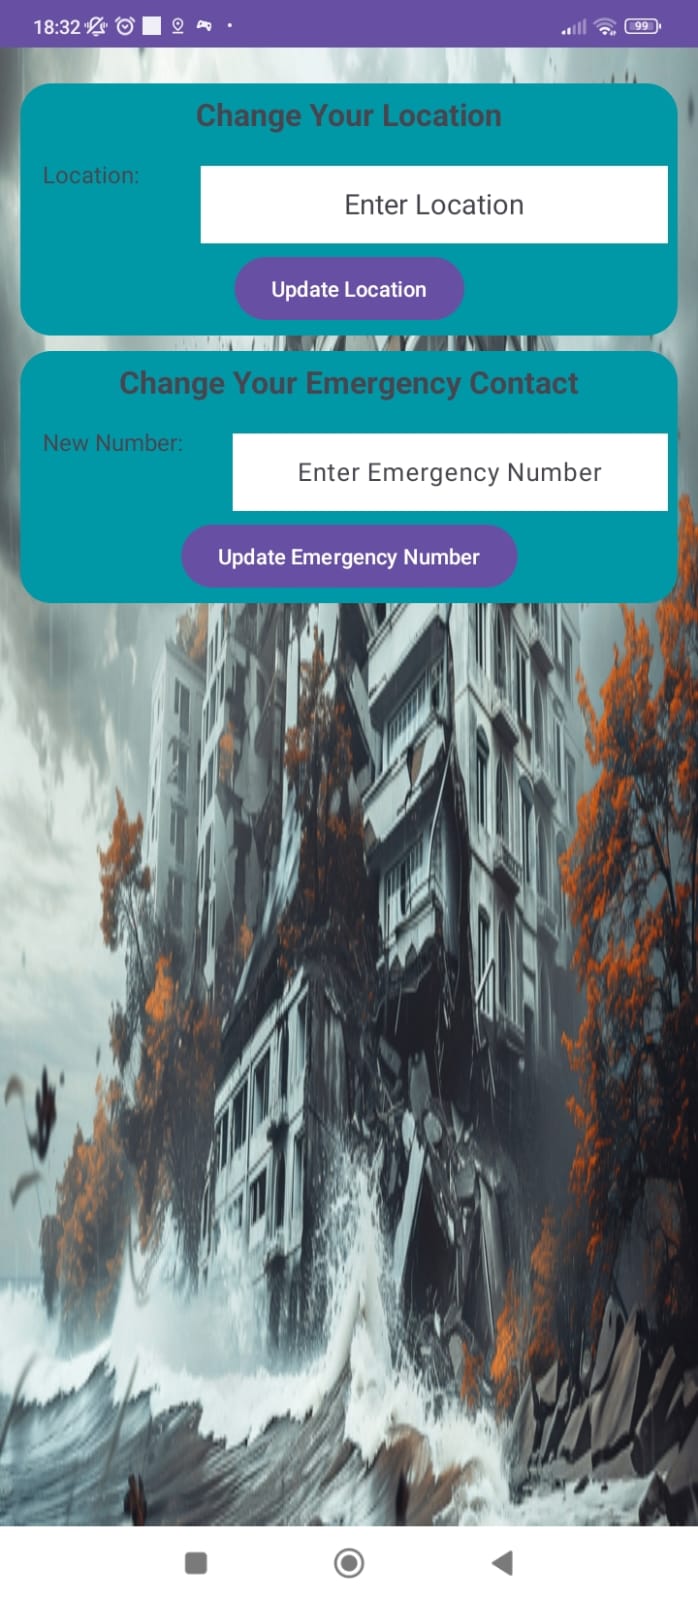 18:32
99
Change Your Location
Location:
Enter Location
Update Location
Change Your Emergency Contact
New Number:
Enter Emergency Number
Update Emergency Number